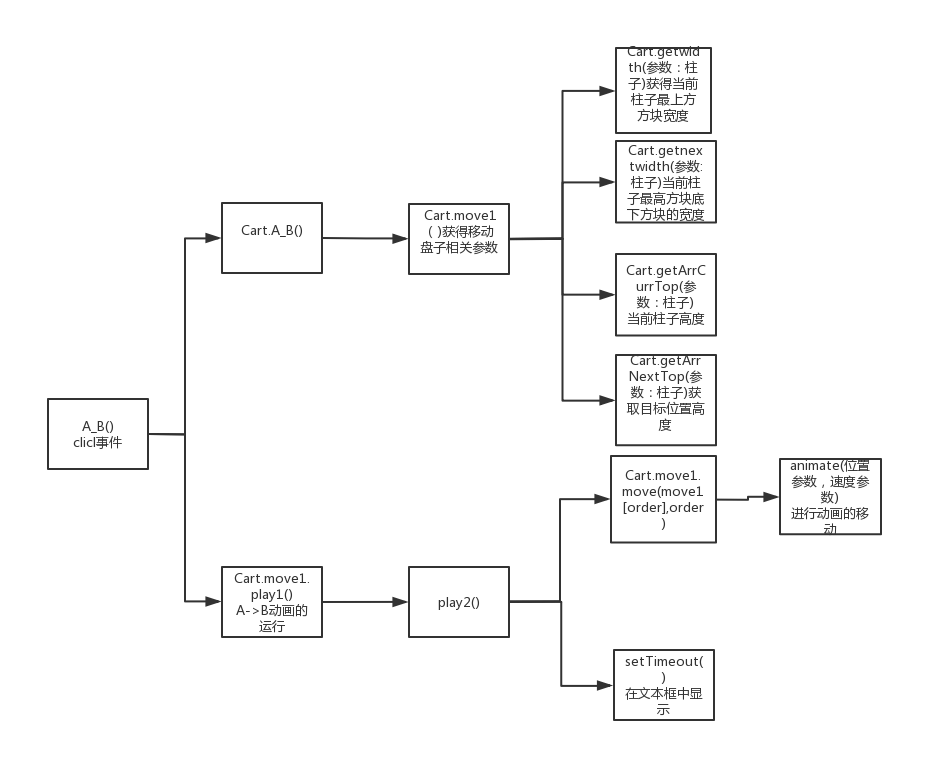 Cart.getwid
th(参数：柱
子)获得当前
柱子最上方
方块宽度
Cart.getnex
twidth(参数:
柱子)当前柱
子最高方块底
下方块的宽度
Cart.A_B()
Cart.move1
（ )获得移动
盘子相关参数
Cart.getArrC
urrTop(参
数：柱子)
当前柱子高度
Cart.getArr
NextTop(参
数：柱子)获
取目标位置高
度
A_B()
clicl事件
Cart.move1.
move(move1
[order],order
)
animate(位置
参数，速度参
数)
进行动画的移
动
Cart.move1.
play1()
A->B动画的
运行
play2()
setTimeout(
)
在文本框中显
示